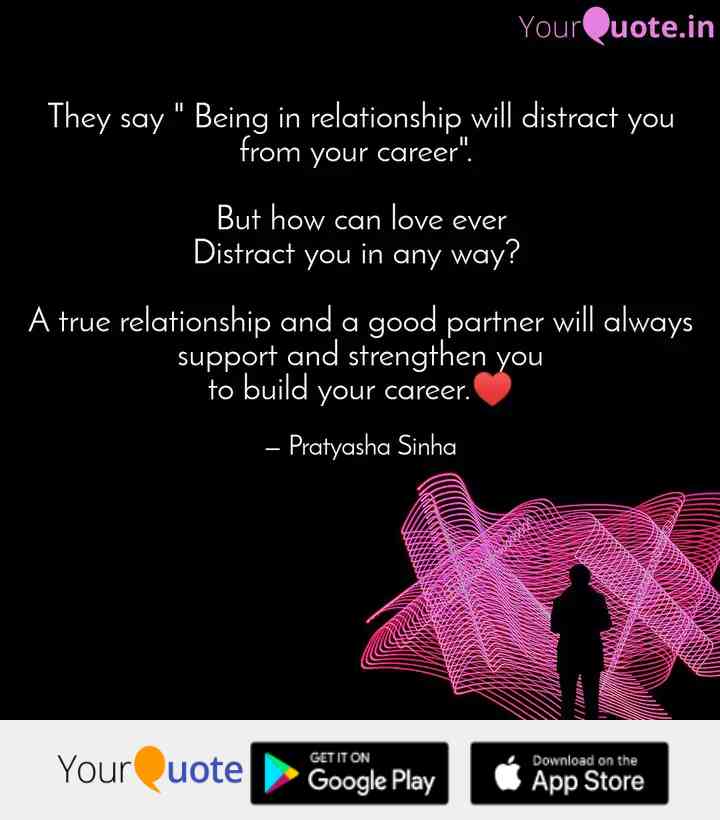 YourQuote.in
They say " Being in relationship will distract you
from your career".
But how can love ever
Distract you in any way?
A true relationship and a good partner will always
support and strengthen you
to build your career.❤️
– Pratyasha Sinha
YourQuote
GET IT ON
Google Play
Download on the
App Store